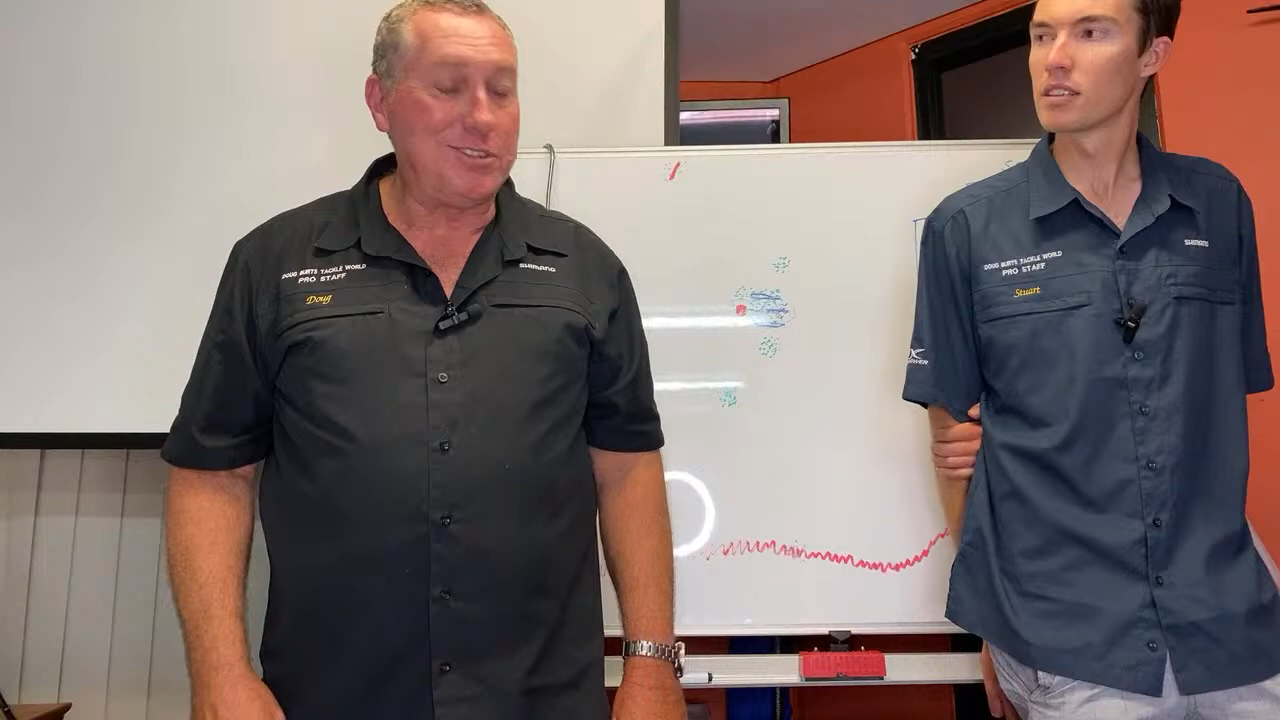 DOUG BURTS TACKLE WORLD
PRO STAFF
Doug
SHIMANO
DOUG BURTS TACKLE WORLD
PRO STAFF
Stuart
SHIMANO